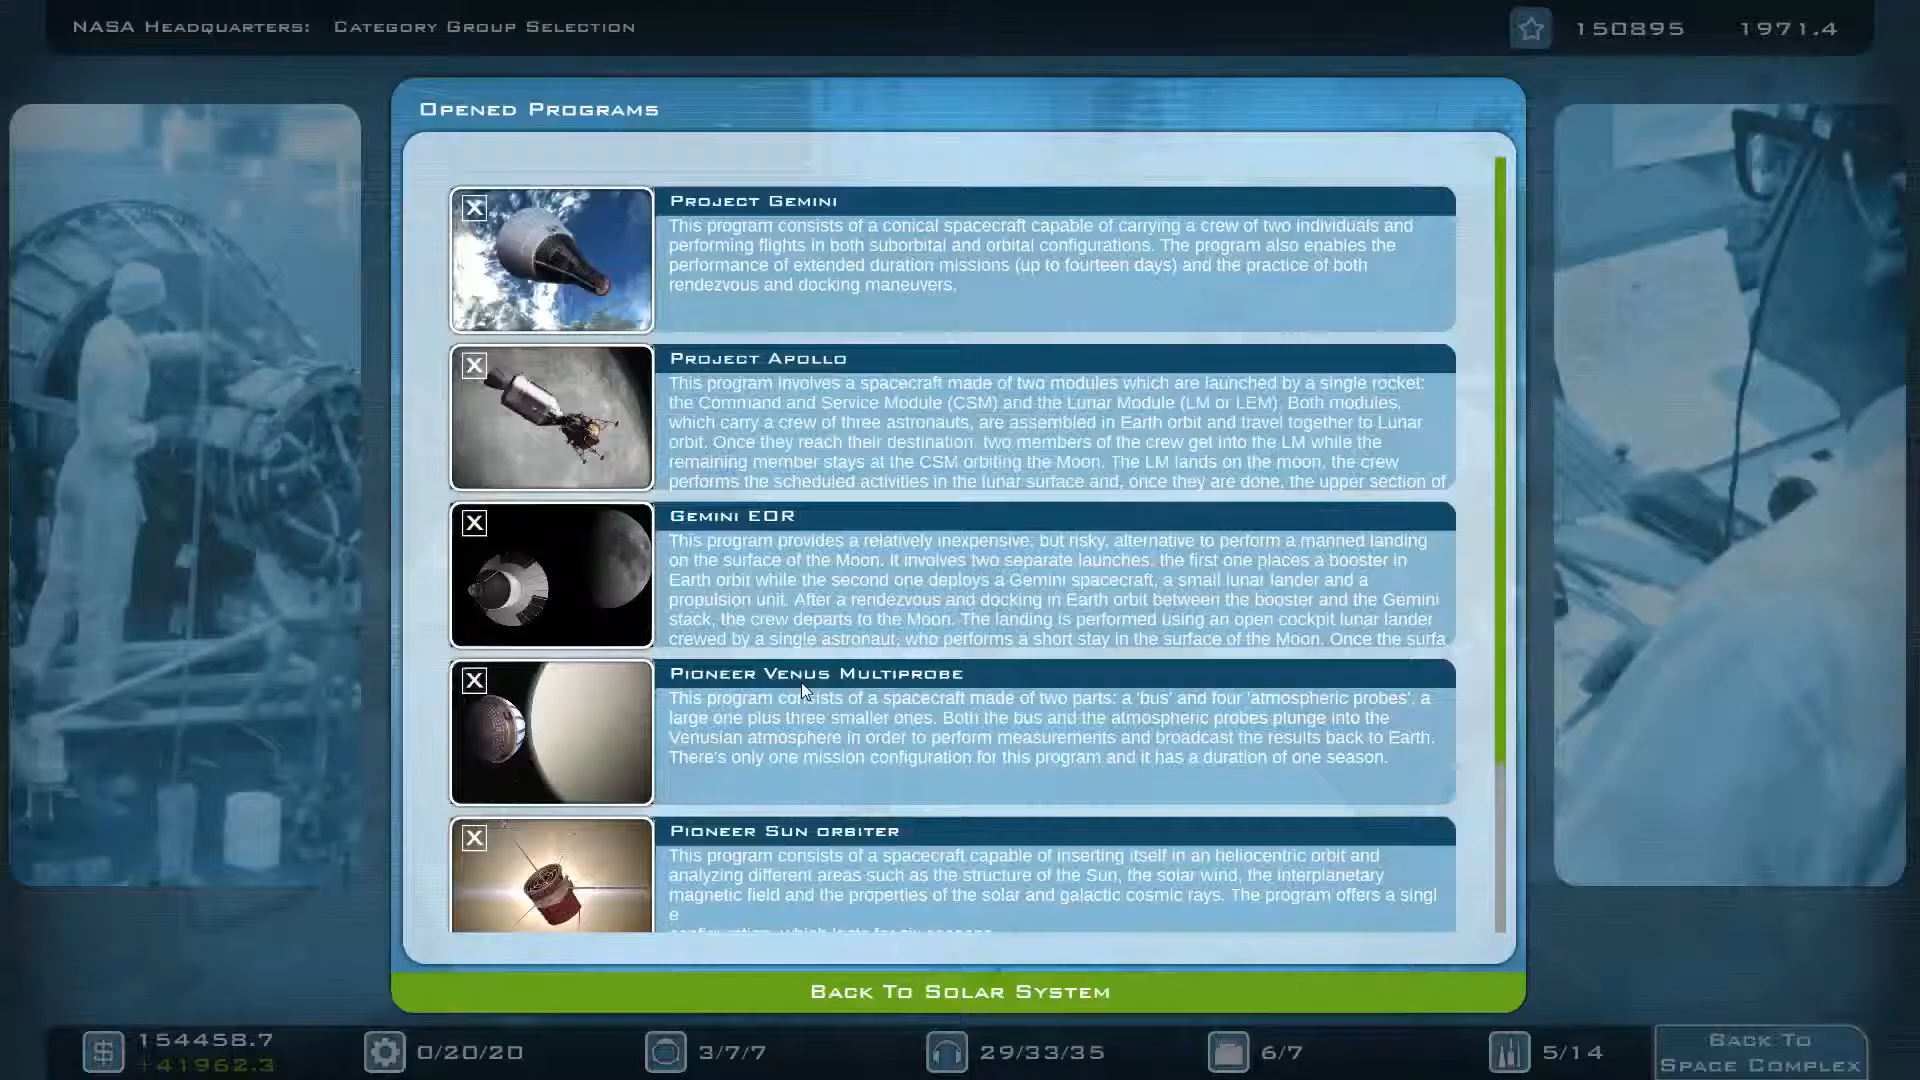 NASA Headquarters: Category Group Selection
150895 1971.4
Opened Programs
X Project Gemini
This program consists of a conical spacecraft capable of carrying a crew of two individuals and
performing flights in both suborbital and orbital configurations. The program also enables the
performance of extended duration missions (up to fourteen days) and the practice of both
rendezvous and docking maneuvers.
X Project Apollo
This program involves a spacecraft made of two modules which are launched by a single rocket:
the Command and Service Module (CSM) and the Lunar Module (LM or LEM). Both modules,
which carry a crew of three astronauts, are assembled in Earth orbit and travel together to Lunar
orbit. Once they reach their destination, two members of the crew get into the LM while the
remaining member stays at the CSM orbiting the Moon. The LM lands on the moon, the crew
performs the scheduled activities in the lunar surface and, once they are done, the upper section of
X Gemini EOR
This program provides a relatively inexpensive, but risky, alternative to perform a manned landing
on the surface of the Moon. It involves two separate launches: the first one places a booster in
Earth orbit while the second one deploys a Gemini spacecraft, a small lunar lander and a
propulsion unit. After a rendezvous and docking in Earth orbit between the booster and the Gemini
stack, the crew departs to the Moon. The landing is performed using an open cockpit lunar lander
crewed by a single astronaut, who performs a short stay in the surface of the Moon. Once the surfa
X Pioneer Venus Multiprobe
This program consists of a spacecraft made of two parts: a 'bus' and four 'atmospheric probes', a
large one plus three smaller ones. Both the bus and the atmospheric probes plunge into the
Venusian atmosphere in order to perform measurements and broadcast the results back to Earth.
There's only one mission configuration for this program and it has a duration of one season.
X Pioneer Sun orbiter
This program consists of a spacecraft capable of inserting itself in an heliocentric orbit and
analyzing different areas such as the structure of the Sun, the solar wind, the interplanetary
magnetic field and the properties of the solar and galactic cosmic rays. The program offers a singl
e
configuration, which lasts for six seasons.
Back To Solar System
$ 154458.7
+41962.3
0/20/20
3/7/7
29/33/35
6/7
5/14
Back To
Space Complex